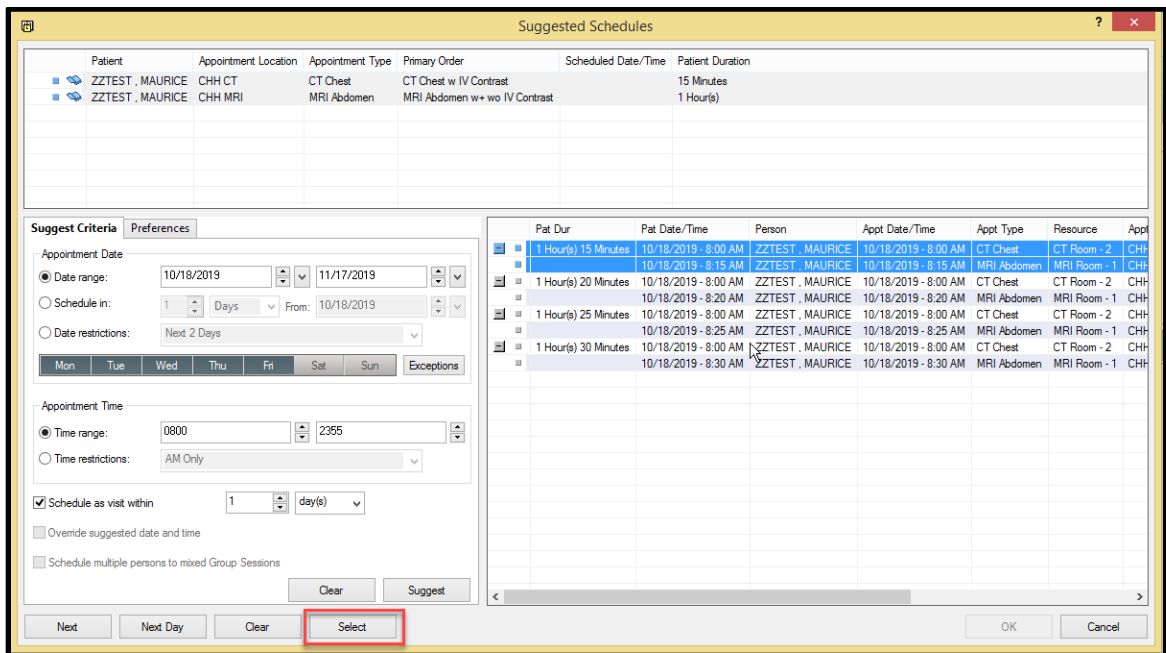 Suggested Schedules ? ×
Patient Appointment Location Appointment Type Primary Order Scheduled Date/Time Patient Duration
ZZTEST , MAURICE CHH CT CT Chest CT Chest w IV Contrast 15 Minutes
ZZTEST , MAURICE CHH MRI MRI Abdomen MRI Abdomen w+ wo IV Contrast 1 Hour(s)
Suggest Criteria Preferences
Appointment Date
Date range: 10/18/2019 11/17/2019
Schedule in: 1 Days From: 10/18/2019
Date restrictions: Next 2 Days
Mon Tue Wed Thu Fri Sat Sun Exceptions
Appointment Time
Time range: 0800 2355
Time restrictions: AM Only
Schedule as visit within 1 day(s)
Override suggested date and time
Schedule multiple persons to mixed Group Sessions
Clear Suggest
Pat Dur Pat Date/Time Person Appt Date/Time Appt Type Resource Appt
1 Hour(s) 15 Minutes 10/18/2019 - 8:00 AM ZZTEST , MAURICE 10/18/2019 - 8:00 AM CT Chest CT Room - 2 CHH
10/18/2019 - 8:15 AM ZZTEST , MAURICE 10/18/2019 - 8:15 AM MRI Abdomen MRI Room - 1 CHH
1 Hour(s) 20 Minutes 10/18/2019 - 8:00 AM ZZTEST , MAURICE 10/18/2019 - 8:00 AM CT Chest CT Room - 2 CHH
10/18/2019 - 8:20 AM ZZTEST , MAURICE 10/18/2019 - 8:20 AM MRI Abdomen MRI Room - 1 CHH
1 Hour(s) 25 Minutes 10/18/2019 - 8:00 AM ZZTEST , MAURICE 10/18/2019 - 8:00 AM CT Chest CT Room - 2 CHH
10/18/2019 - 8:25 AM ZZTEST , MAURICE 10/18/2019 - 8:25 AM MRI Abdomen MRI Room - 1 CHH
1 Hour(s) 30 Minutes 10/18/2019 - 8:00 AM ZZTEST , MAURICE 10/18/2019 - 8:00 AM CT Chest CT Room - 2 CHH
10/18/2019 - 8:30 AM ZZTEST , MAURICE 10/18/2019 - 8:30 AM MRI Abdomen MRI Room - 1 CHH
Next Next Day Clear Select OK Cancel